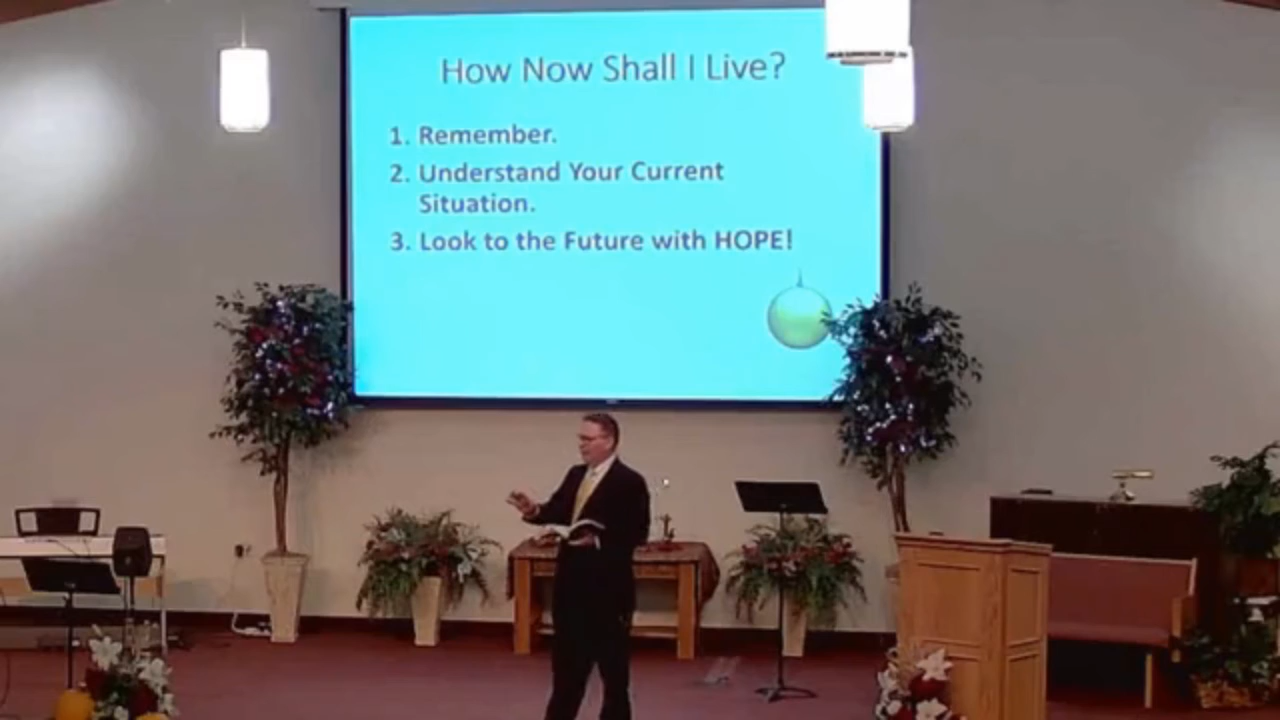 How Now Shall I Live?
1. Remember.
2. Understand Your Current
Situation.
3. Look to the Future with HOPE!